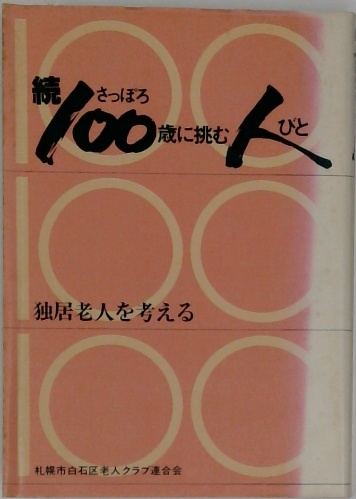 続 さっぽろ
100歳に挑む人びと
独居老人を考える
札幌市白石区老人クラブ連合会